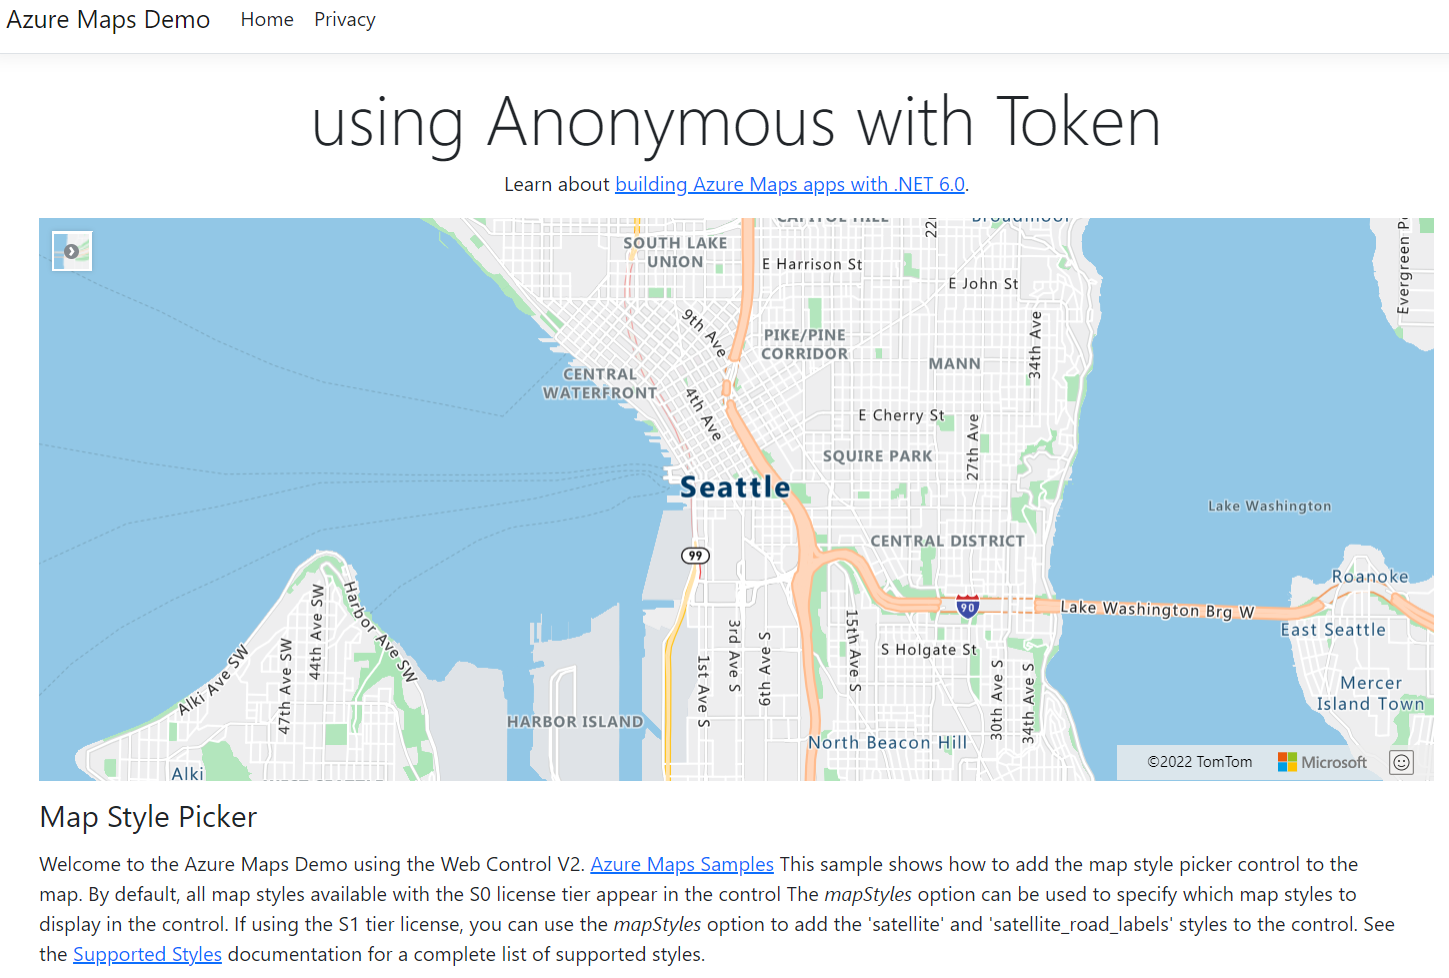 Azure Maps Demo Home Privacy
using Anonymous with Token
Learn about building Azure Maps apps with .NET 6.0.
CAPITOL HILL
Broadmoor
SOUTH LAKE
UNION
E Harrison St
E John St
Evergreen
9th Ave
PIKE/PINE
CORRIDOR
34th Ave
MANN
CENTRAL
WATERFRONT
4th Ave
E Cherry St
27th Ave
SQUIRE PARK
Seattle
Lake Washington
CENTRAL DISTRICT
99
Roanoke
90
Lake Washington Brg W
East Seattle
Harbor Ave SW
44th Ave SW
47th Ave SW
Alki Ave SW
1st Ave S
3rd Ave S
6th Ave S
15th Ave S
S Holgate St
30th Ave S
34th Ave S
Mercer
Island Town
HARBOR ISLAND
North Beacon Hill
Alki
WEST SEATTLE
©2022 TomTom Microsoft
Map Style Picker
Welcome to the Azure Maps Demo using the Web Control V2. Azure Maps Samples This sample shows how to add the map style picker control to the
map. By default, all map styles available with the S0 license tier appear in the control The mapStyles option can be used to specify which map styles to
display in the control. If using the S1 tier license, you can use the mapStyles option to add the 'satellite' and 'satellite_road_labels' styles to the control. See
the Supported Styles documentation for a complete list of supported styles.